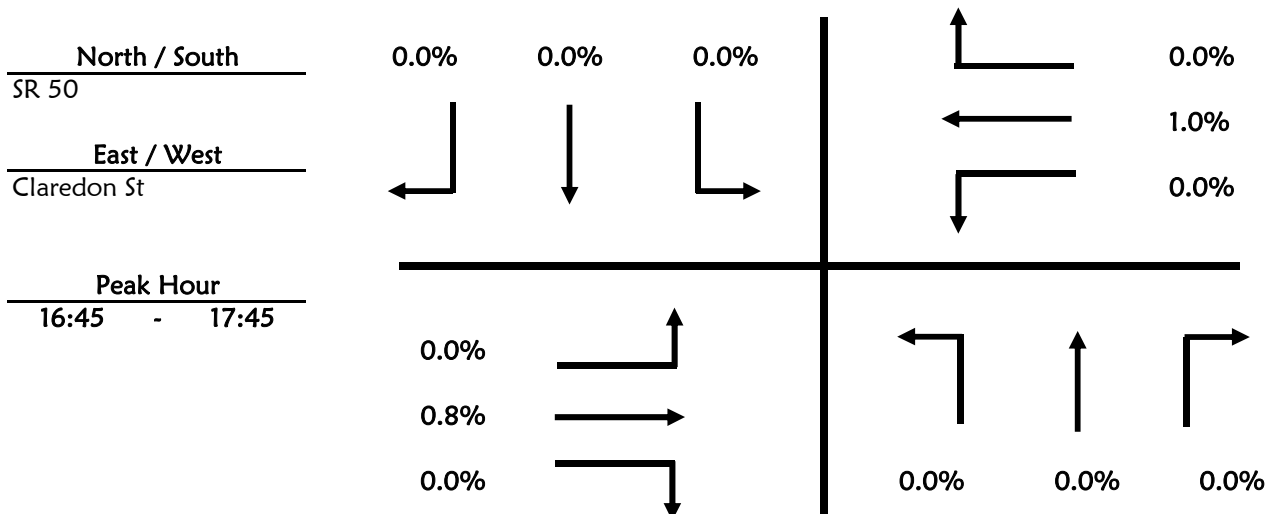 North / South
SR 50
East / West
Claredon St
Peak Hour
16:45 - 17:45
0.0% 0.0% 0.0%
0.0%
1.0%
0.0%
0.0%
0.8%
0.0%
0.0% 0.0% 0.0%